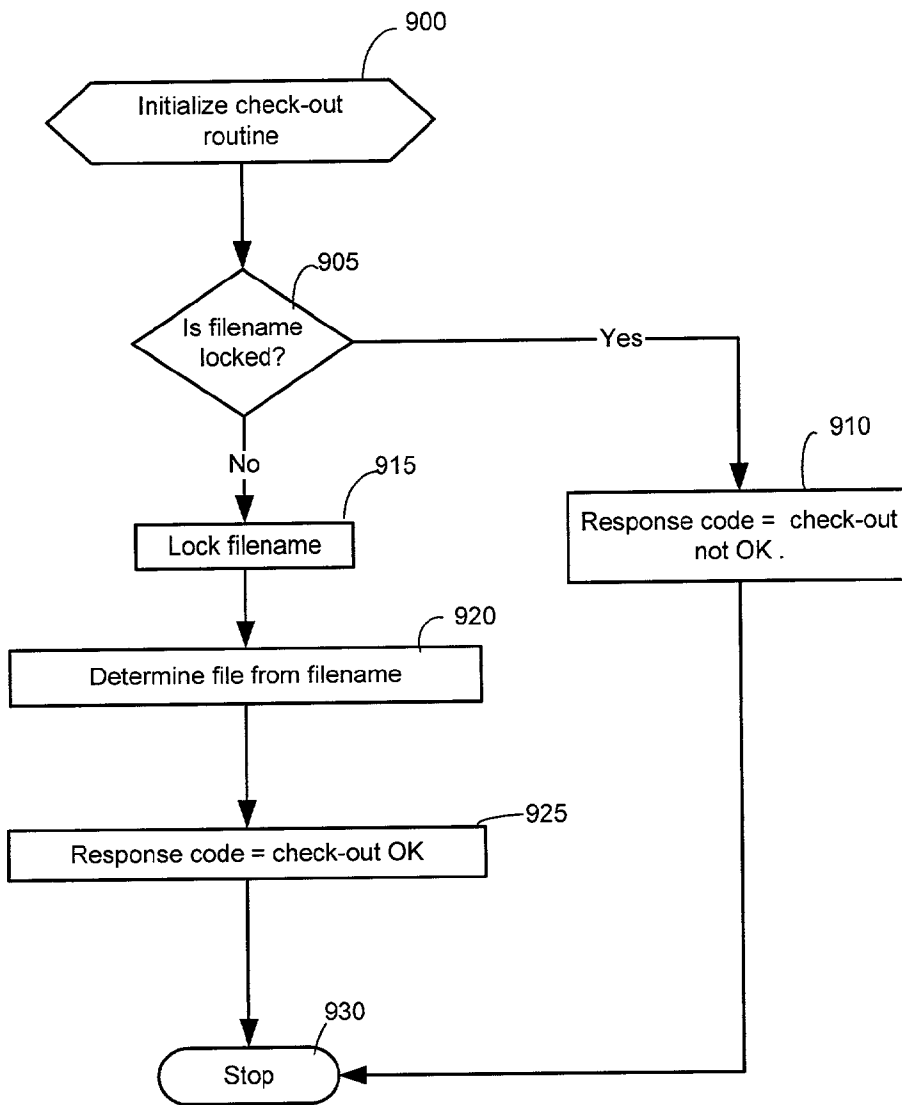 900
Initialize check-out
routine
905
Is filename
locked?
Yes
910
No
915
Response code = check-out
not OK .
Lock filename
920
Determine file from filename
925
Response code = check-out OK
930
Stop